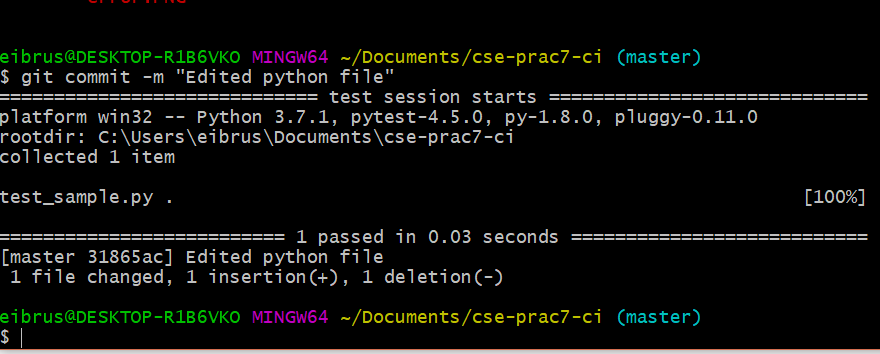 eibrus@DESKTOP-R1B6VKO MINGW64 ~/Documents/cse-prac7-ci (master)
$ git commit -m "Edited python file"
============================= test session starts =============================
platform win32 -- Python 3.7.1, pytest-4.5.0, py-1.8.0, pluggy-0.11.0
rootdir: C:\Users\eibrus\Documents\cse-prac7-ci
collected 1 item
test_sample.py . [100%]
========================== 1 passed in 0.03 seconds ===========================
[master 31865ac] Edited python file
1 file changed, 1 insertion(+), 1 deletion(-)
eibrus@DESKTOP-R1B6VKO MINGW64 ~/Documents/cse-prac7-ci (master)
$